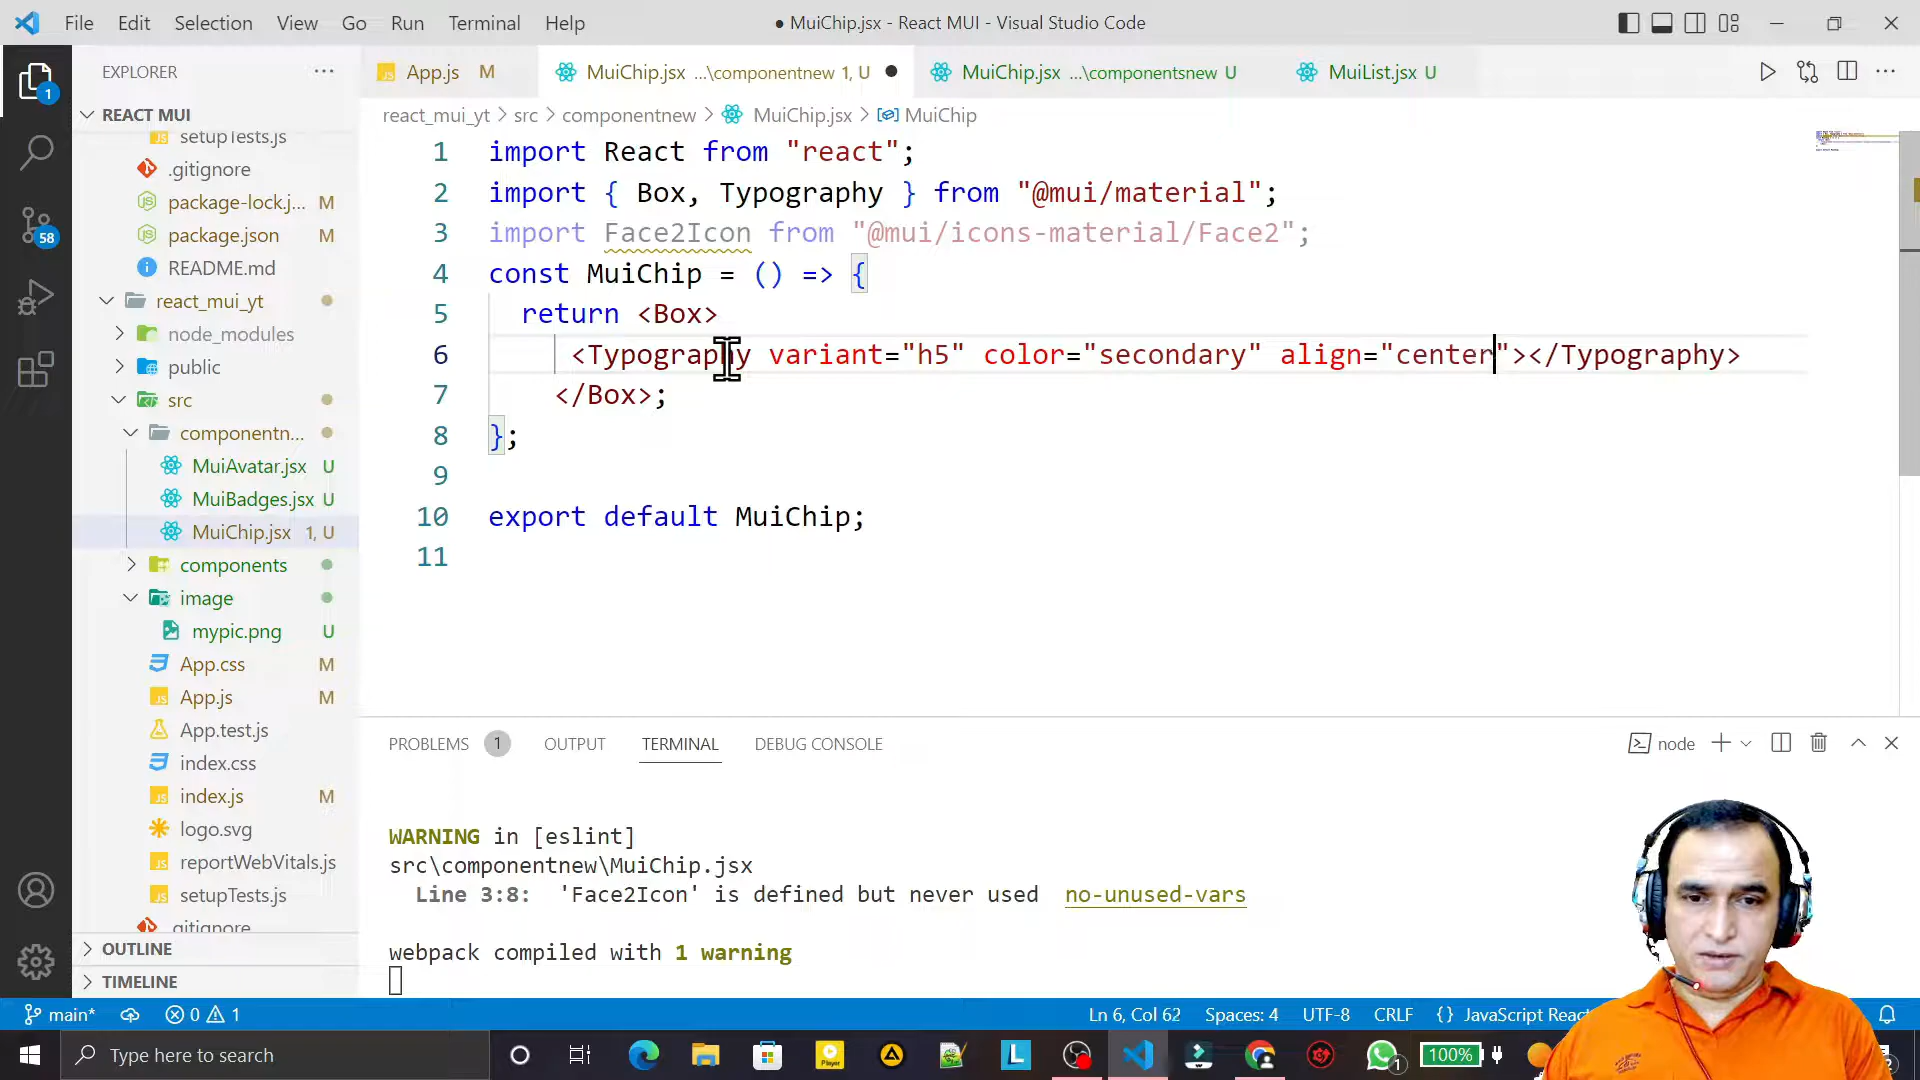 File Edit Selection View Go Run Terminal Help
● MuiChip.jsx - React MUI - Visual Studio Code
EXPLORER
App.js M
MuiChip.jsx ...\componentnew 1, U
MuiChip.jsx ...\componentsnew U
MuiList.jsx U
react_mui_yt > src > componentnew > MuiChip.jsx > MuiChip
REACT MUI
setupTests.js
.gitignore
package-lock.j... M
package.json M
README.md
react_mui_yt
node_modules
public
src
componentn...
MuiAvatar.jsx U
MuiBadges.jsx U
MuiChip.jsx 1, U
components
image
mypic.png U
App.css M
App.js M
App.test.js
index.css
index.js M
logo.svg
reportWebVitals.js
setupTests.js
.gitignore
OUTLINE
TIMELINE
1
58
1 import React from "react";
2 import { Box, Typography } from "@mui/material";
3 import Face2Icon from "@mui/icons-material/Face2";
4 const MuiChip = () => {
5 return <Box>
6 <Typography variant="h5" color="secondary" align="center"></Typography>
7 </Box>;
8 };
9
10 export default MuiChip;
11
PROBLEMS 1 OUTPUT TERMINAL DEBUG CONSOLE
node
WARNING in [eslint]
src\componentnew\MuiChip.jsx
Line 3:8: 'Face2Icon' is defined but never used no-unused-vars
webpack compiled with 1 warning
main* 0 1
Ln 6, Col 62 Spaces: 4 UTF-8 CRLF {} JavaScript Reac
Type here to search
Player
L
1
100%